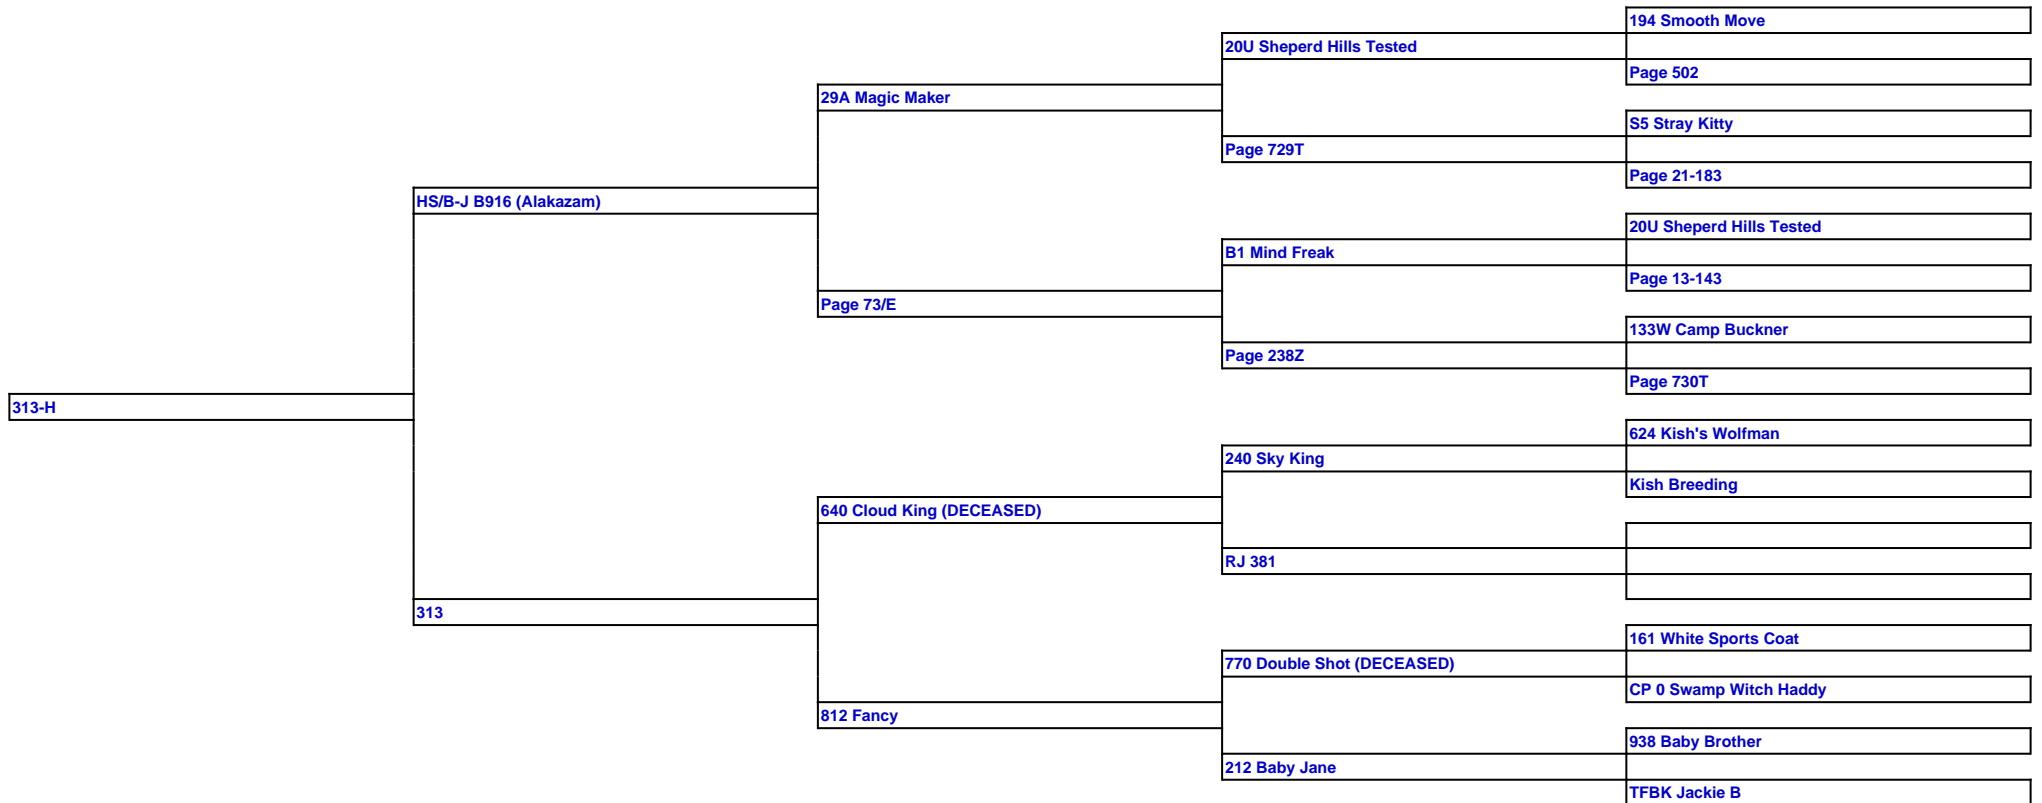 194 Smooth Move
20U Sheperd Hills Tested
Page 502
29A Magic Maker
S5 Stray Kitty
Page 729T
Page 21-183
HS/B-J B916 (Alakazam)
20U Sheperd Hills Tested
B1 Mind Freak
Page 13-143
Page 73/E
133W Camp Buckner
Page 238Z
Page 730T
313-H
624 Kish's Wolfman
240 Sky King
Kish Breeding
640 Cloud King (DECEASED)
RJ 381
313
161 White Sports Coat
770 Double Shot (DECEASED)
CP 0 Swamp Witch Haddy
812 Fancy
938 Baby Brother
212 Baby Jane
TFBK Jackie B